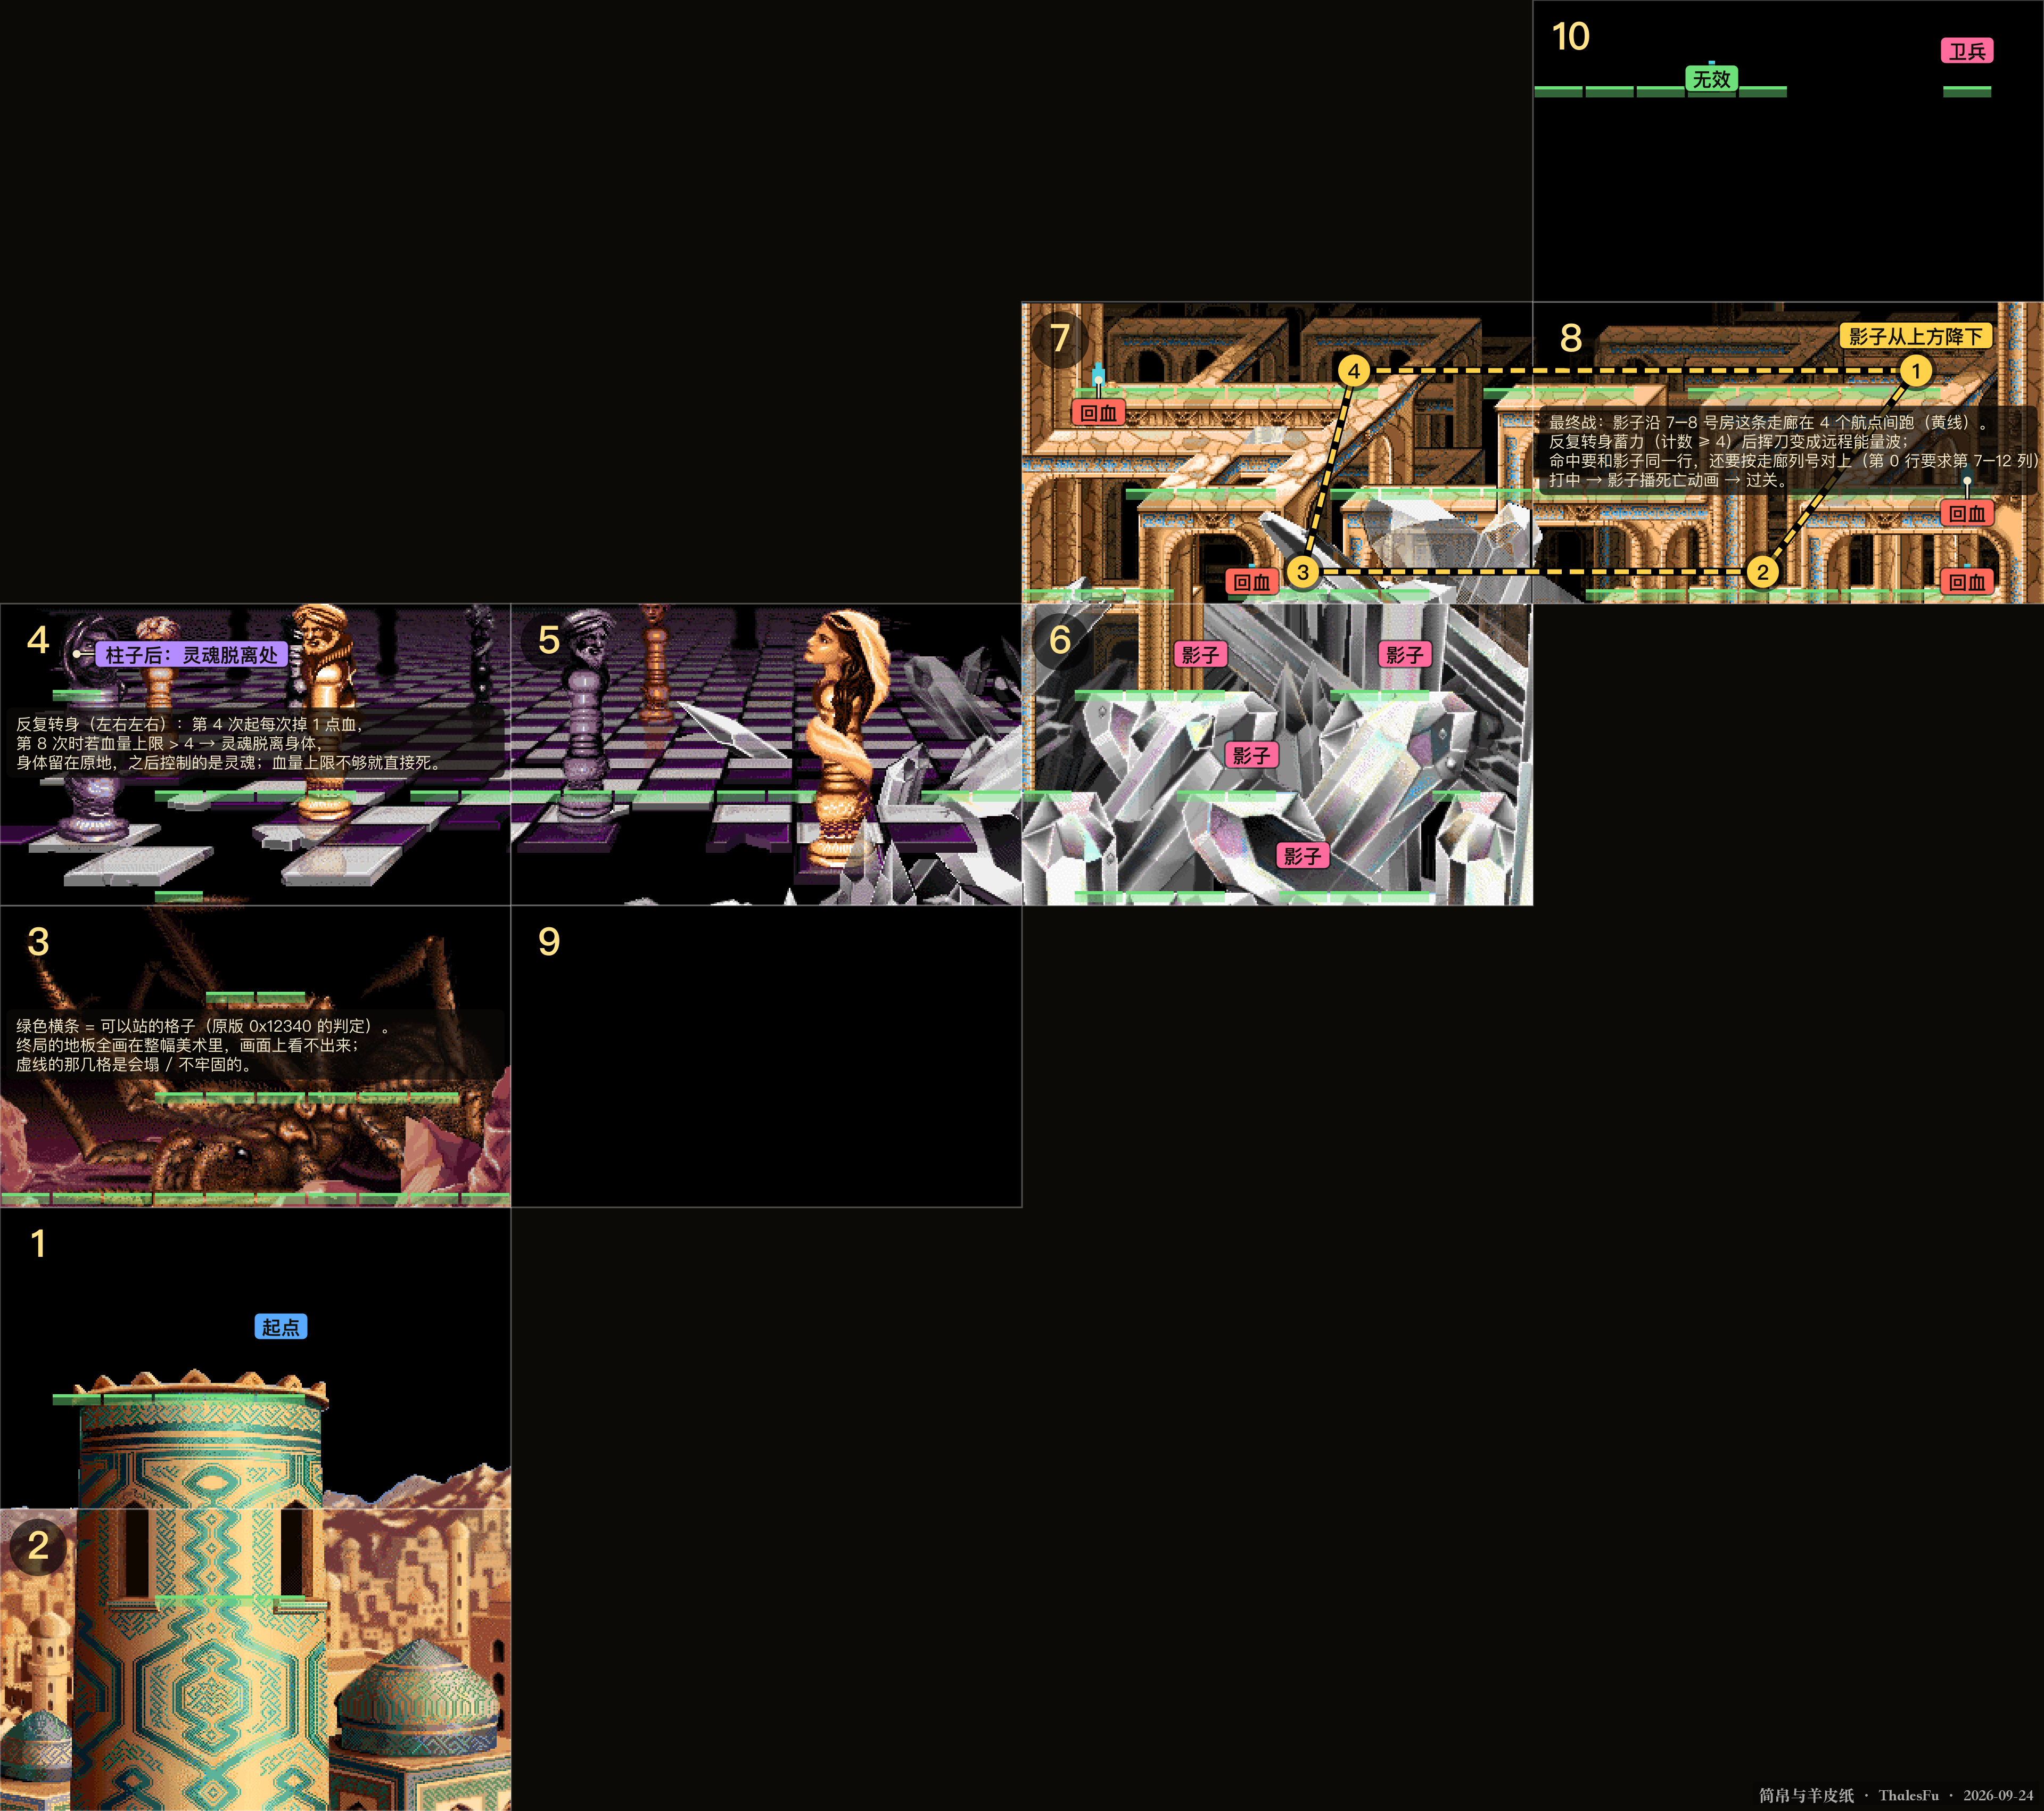 10
卫兵
无效
7
8
影子从上方降下
4
1
回血
最终战：影子沿 7—8 号房这条走廊在 4 个航点间跑（黄线）。
反复转身蓄力（计数 ≥ 4）后挥刀变成远程能量波；
命中要和影子同一行，还要按走廊列号对上（第 0 行要求第 7—12 列）
打中 → 影子播死亡动画 → 过关。
回血
回血
3
2
回血
4
柱子后：灵魂脱离处
5
6
影子
影子
反复转身（左右左右）：第 4 次起每次掉 1 点血，
第 8 次时若血量上限 > 4 → 灵魂脱离身体，
身体留在原地，之后控制的是灵魂；血量上限不够就直接死。
影子
影子
3
9
绿色横条 = 可以站的格子（原版 0x12340 的判定）。
终局的地板全画在整幅美术里，画面上看不出来；
虚线的那几格是会塌 / 不牢固的。
1
起点
2
简帛与羊皮纸 · ThalesFu · 2026-09-24